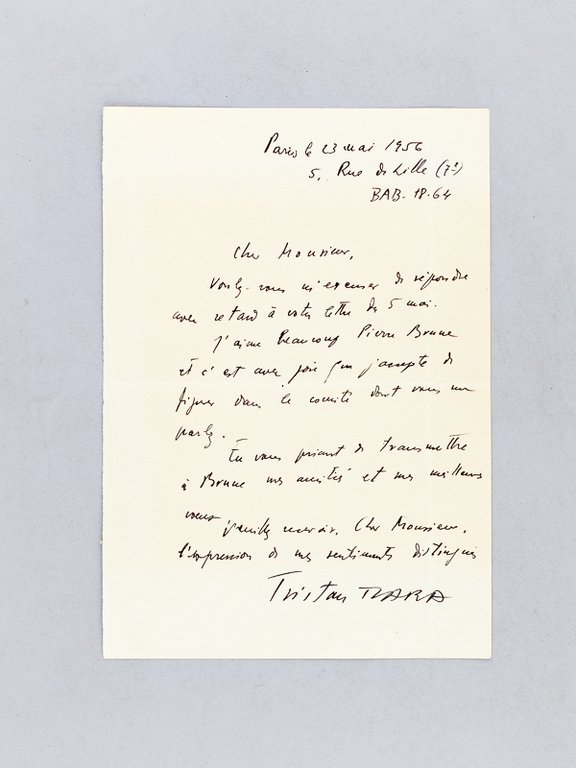 Paris le 23 mai 1956
5, Rue de Lille (7e)
BAB. 18-64
Cher Monsieur,
Voulez-vous m'excuser de répondre
avec retard à votre lettre du 5 mai.
J'aime beaucoup Pierre Brune
et c'est avec joie que j'accepte de
figurer dans le comité dont vous me
parlez.
En vous priant de transmettre
à Brune mes amitiés et mes meilleurs
voeux, veuillez recevoir, Cher Monsieur,
l'expression de mes sentiments distingués
Tristan TZARA